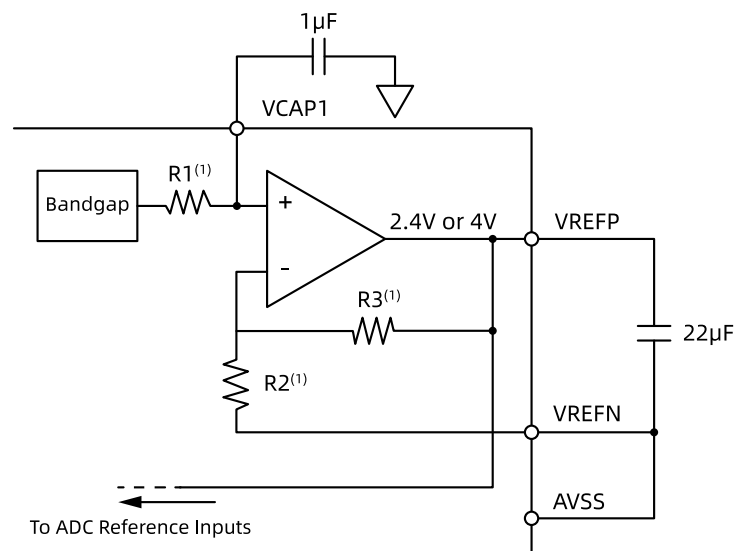 1µF
VCAP1
R1(1)
Bandgap
+
2.4V or 4V
VREFP
-
R3(1)
22µF
R2(1)
VREFN
AVSS
To ADC Reference Inputs